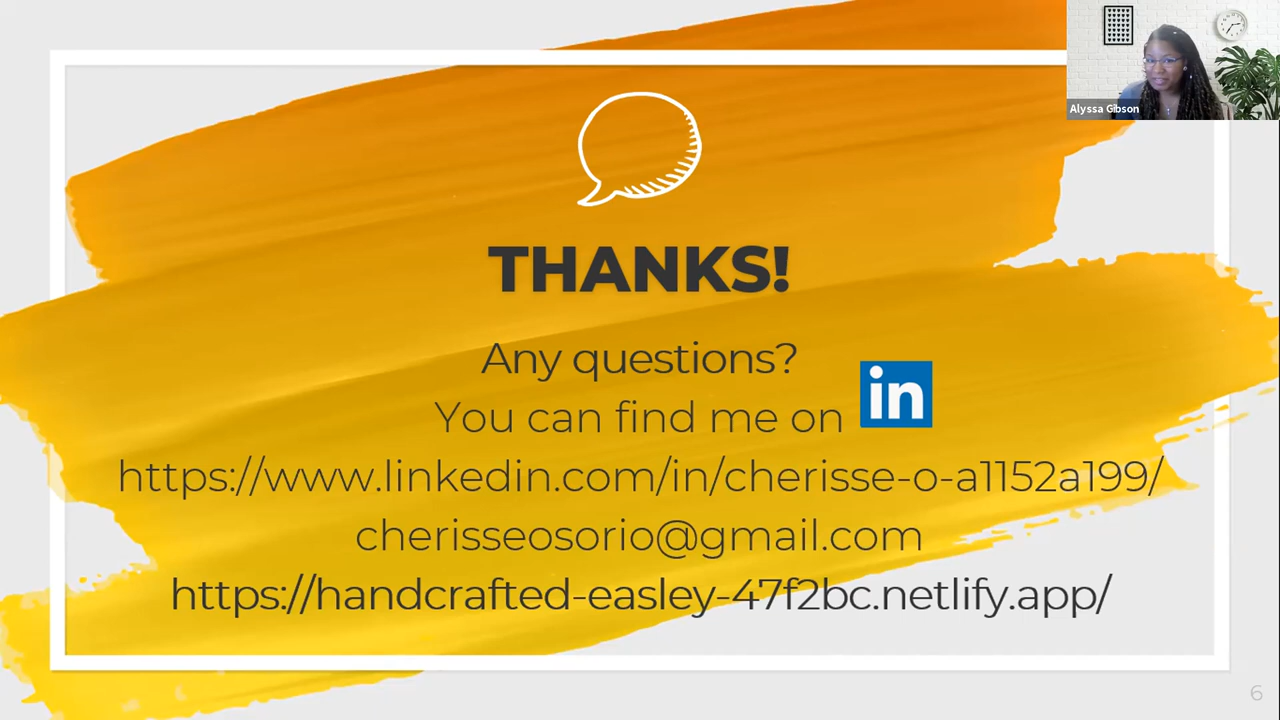 Alyssa Gibson
THANKS!
Any questions?
You can find me on in
https://www.linkedin.com/in/cherisse-o-a1152a199/
cherisseosorio@gmail.com
https://handcrafted-easley-47f2bc.netlify.app/
6